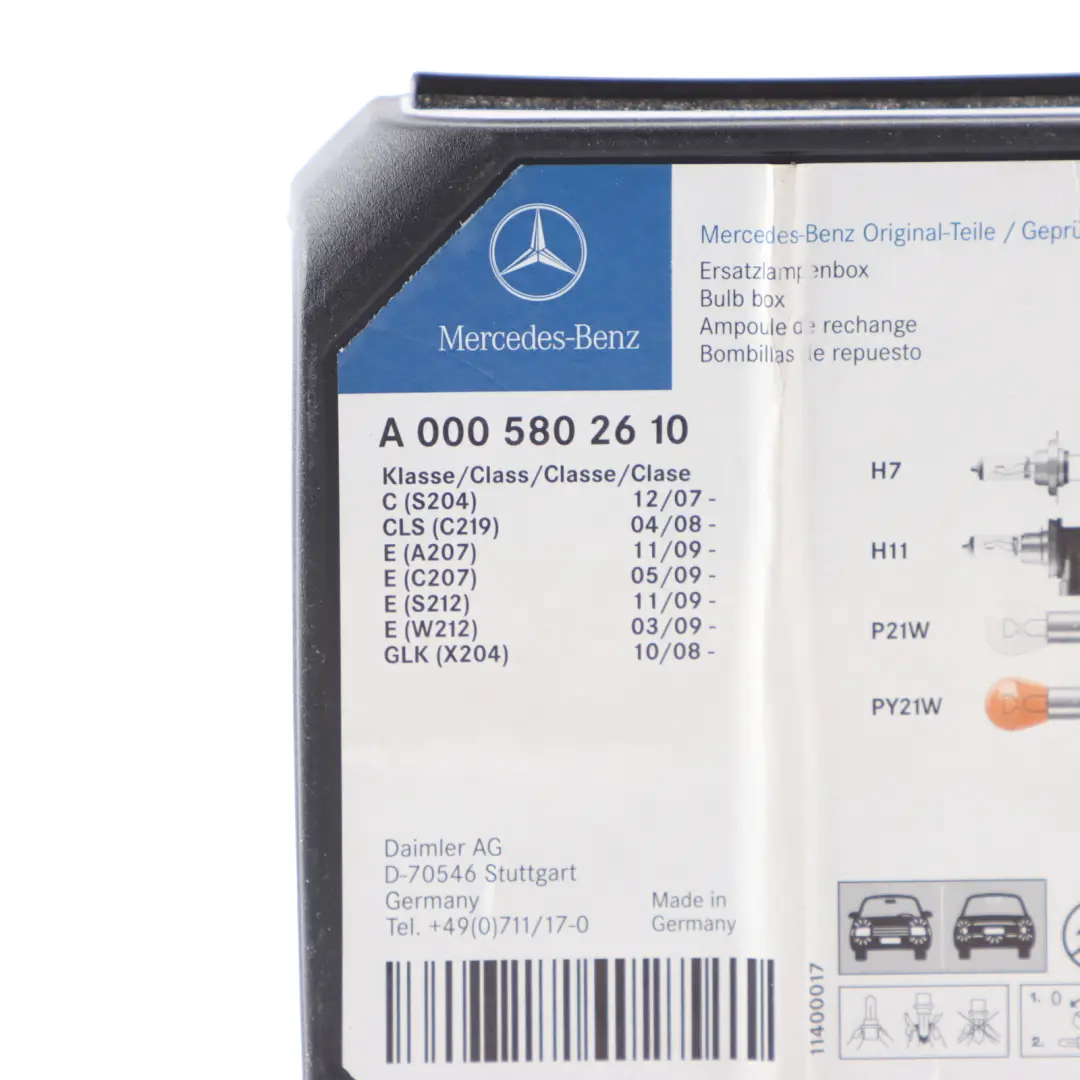 Mercedes-Benz
Mercedes-Benz Original-Teile / Geprü
Ersatzlampenbox
Bulb box
Ampoule de rechange
Bombillas de repuesto
A 000 580 26 10
Klasse/Class/Classe/Clase
C (S204) 12/07 -
CLS (C219) 04/08 -
E (A207) 11/09 -
E (C207) 05/09 -
E (S212) 11/09 -
E (W212) 03/09 -
GLK (X204) 10/08 -
H7
H11
P21W
PY21W
Daimler AG
D-70546 Stuttgart
Germany
Tel. +49(0)711/17-0
Made in
Germany
11400017
1. 0
2.